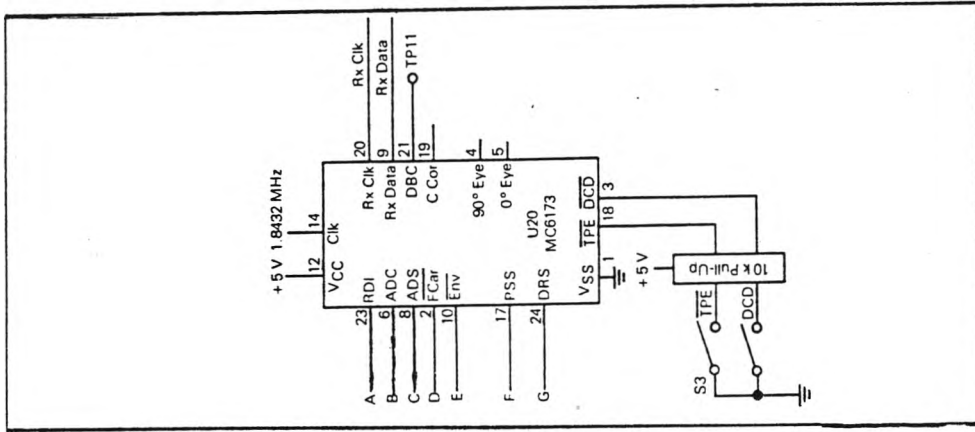 Rx Clk
Rx Data
TP11
+5 V 1.8432 MHz
20
9
21
19
4
5
12
14
VCC
Clk
Rx Clk
Rx Data
DBC
C Cor
90° Eye
0° Eye
A
B
C
D
E
F
G
23
6
8
2
10
17
24
RDI
ADC
ADS
FCar
Env
PSS
DRS
U20
MC6173
VSS
TPE
DCD
1
18
3
+5 V
10 k Pull-Up
TPE
DCD
S3